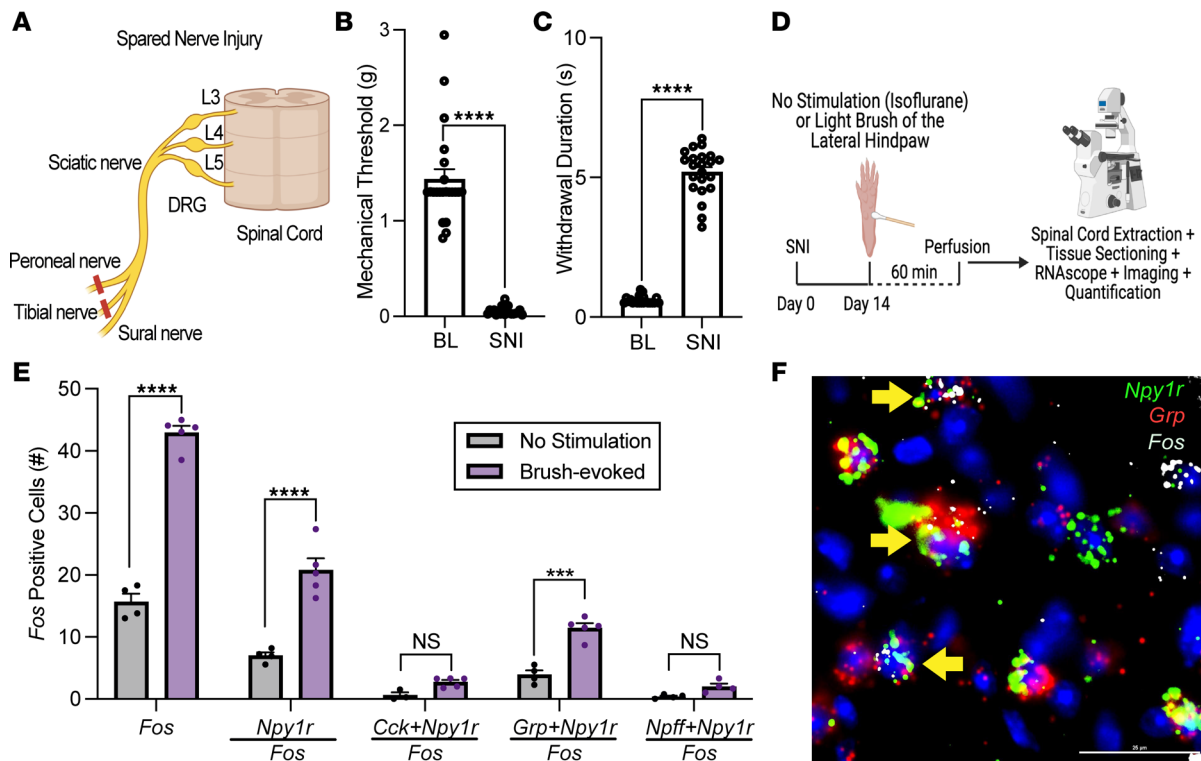 A
Spared Nerve Injury
L3
L4
L5
Sciatic nerve
DRG
Spinal Cord
Peroneal nerve
Tibial nerve
Sural nerve
B
Mechanical Threshold (g)
3
2
1
0
****
BL
SNI
C
Withdrawal Duration (s)
10
5
0
****
BL
SNI
D
No Stimulation (Isoflurane)
or Light Brush of the
Lateral Hindpaw
SNI
Perfusion
60 min
Day 0
Day 14
Spinal Cord Extraction +
Tissue Sectioning +
RNAscope + Imaging +
Quantification
E
Fos Positive Cells (#)
50
40
30
20
10
0
****
****
NS
***
NS
No Stimulation
Brush-evoked
Fos
Npy1r
Fos
Cck+Npy1r
Fos
Grp+Npy1r
Fos
Npff+Npy1r
Fos
F
Npy1r
Grp
Fos
25 µm